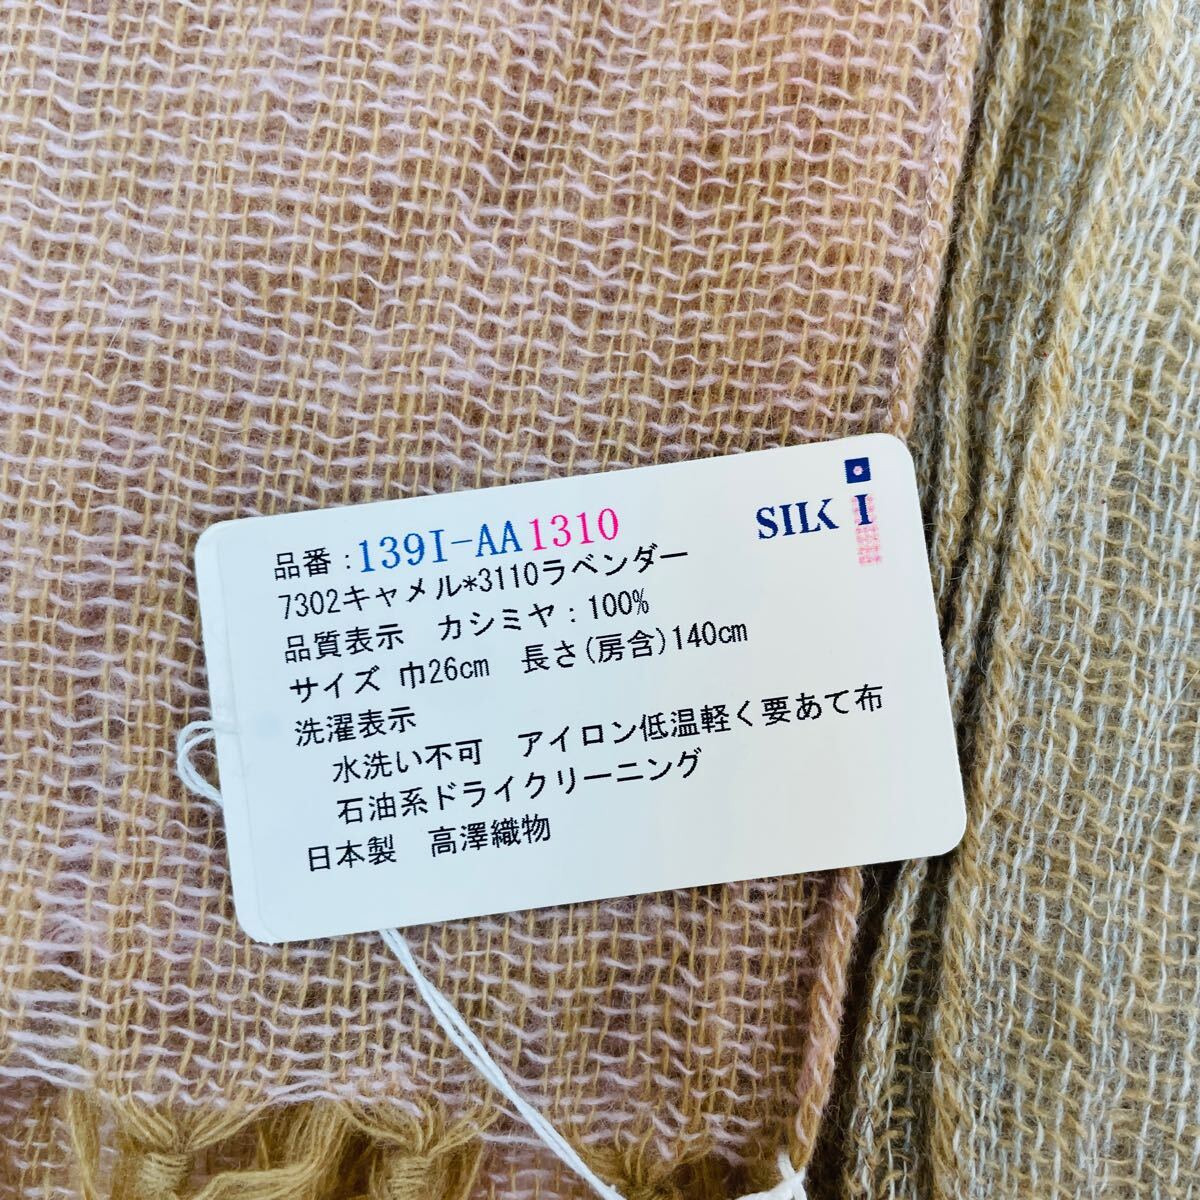 SILK I
品番:139I-AA1310
7302キャメル*3110ラベンダー
品質表示 カシミヤ:100%
サイズ 巾26cm 長さ(房含)140cm
洗濯表示
水洗い不可 アイロン低温軽く要あて布
石油系ドライクリーニング
日本製 高澤織物